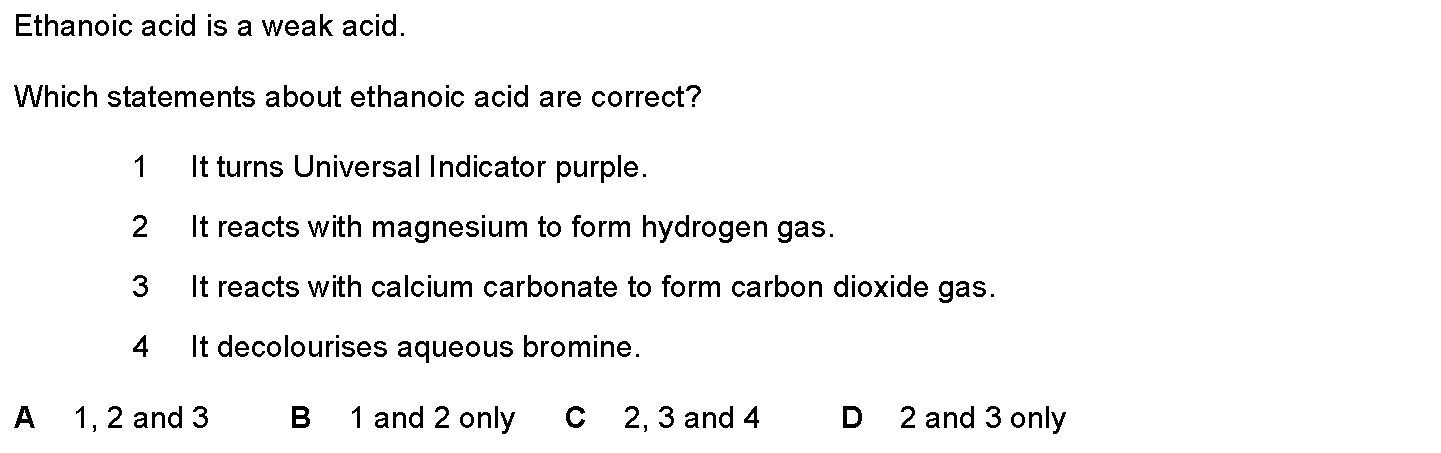 Ethanoic acid is a weak acid.
Which statements about ethanoic acid are correct?
1 It turns Universal Indicator purple.
2 It reacts with magnesium to form hydrogen gas.
3 It reacts with calcium carbonate to form carbon dioxide gas.
4 It decolourises aqueous bromine.
A 1, 2 and 3 B 1 and 2 only C 2, 3 and 4 D 2 and 3 only